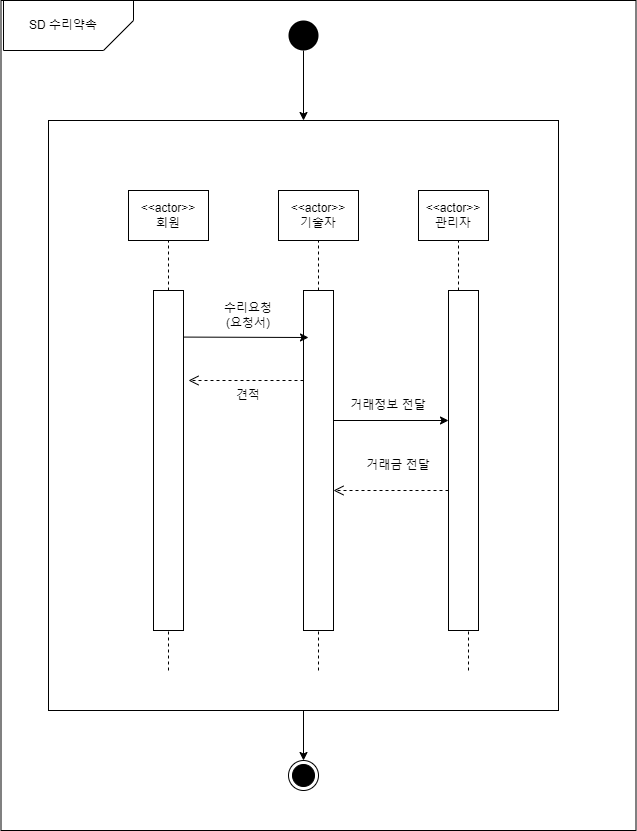 SD 수리약속
<<actor>>
회원
<<actor>>
기술자
<<actor>>
관리자
수리요청
(요청서)
견적
거래정보 전달
거래금 전달